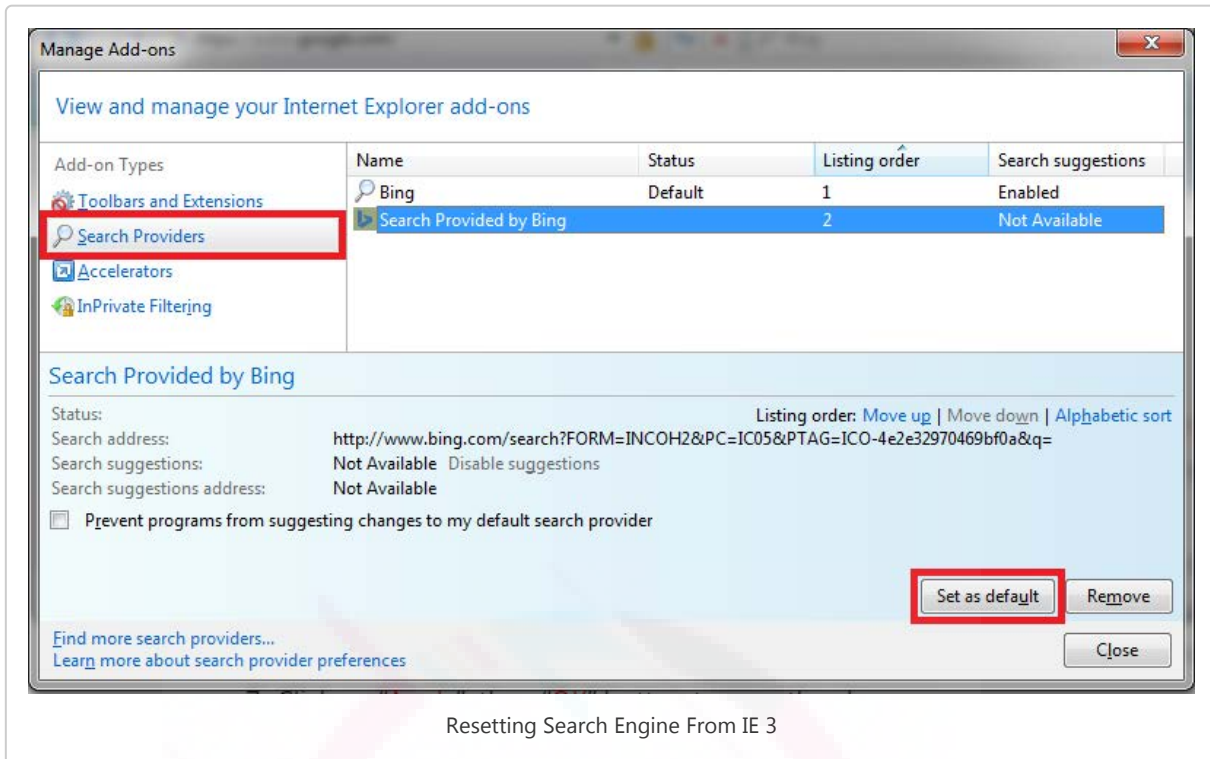 Manage Add-ons
View and manage your Internet Explorer add-ons
Add-on Types
Toolbars and Extensions
Search Providers
Accelerators
InPrivate Filtering
Name Status Listing order Search suggestions
Bing Default 1 Enabled
Search Provided by Bing 2 Not Available
Search Provided by Bing
Status:
Listing order: Move up | Move down | Alphabetic sort
Search address: http://www.bing.com/search?FORM=INCOH2&PC=IC05&PTAG=ICO-4e2e32970469bf0a&q=
Search suggestions: Not Available Disable suggestions
Search suggestions address: Not Available
Prevent programs from suggesting changes to my default search provider
Set as default Remove
Find more search providers...
Learn more about search provider preferences
Close
Resetting Search Engine From IE 3